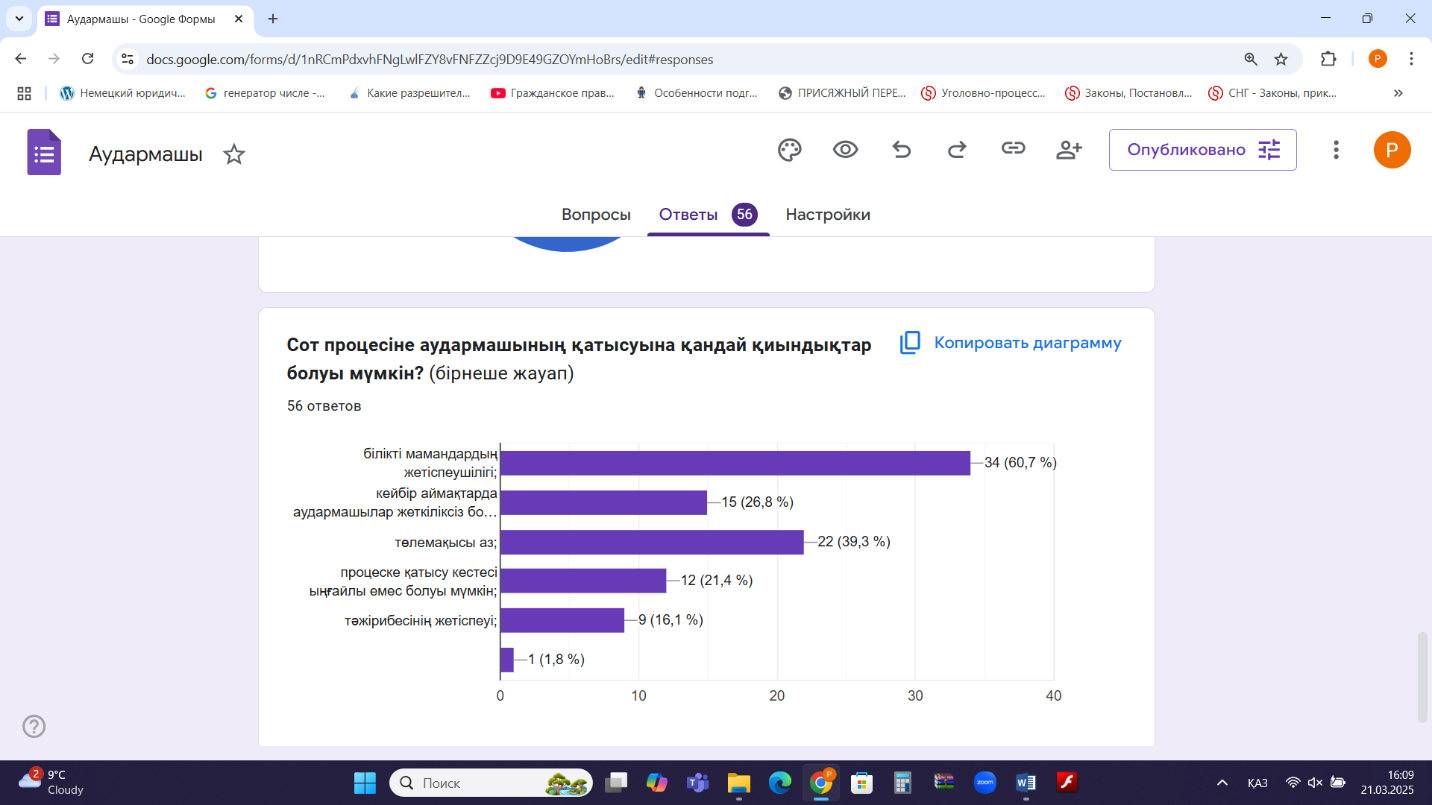 Аудармашы - Google Формы
docs.google.com/forms/d/1nRCmPdxvhFNgLwlFZY8vFNFZZcj9D9E49GZOYmHoBrs/edit#responses
Немецкий юридич...
генератор числе -...
Какие разрешител...
Гражданское прав...
Особенности подг...
ПРИСЯЖНЫЙ ПЕРЕ...
Уголовно-процесс...
Законы, Постановл...
СНГ - Законы, прик...
Аудармашы
Опубликовано
Р
Р
Вопросы
Ответы 56
Настройки
Сот процесіне аудармашының қатысуына қандай қиындықтар
болуы мүмкін? (бірнеше жауап)
Копировать диаграмму
56 ответов
білікті мамандардың
жетіспеушілігі;
34 (60,7 %)
кейбір аймақтарда
аудармашылар жеткіліксіз бо...
15 (26,8 %)
төлемақысы аз;
22 (39,3 %)
процеске қатысу кестесі
ыңғайлы емес болуы мүмкін;
12 (21,4 %)
тәжірибесінің жетіспеуі;
9 (16,1 %)
1 (1,8 %)
0 10 20 30 40
2
9°C
Cloudy
Поиск
zoom
ҚАЗ
16:09
21.03.2025